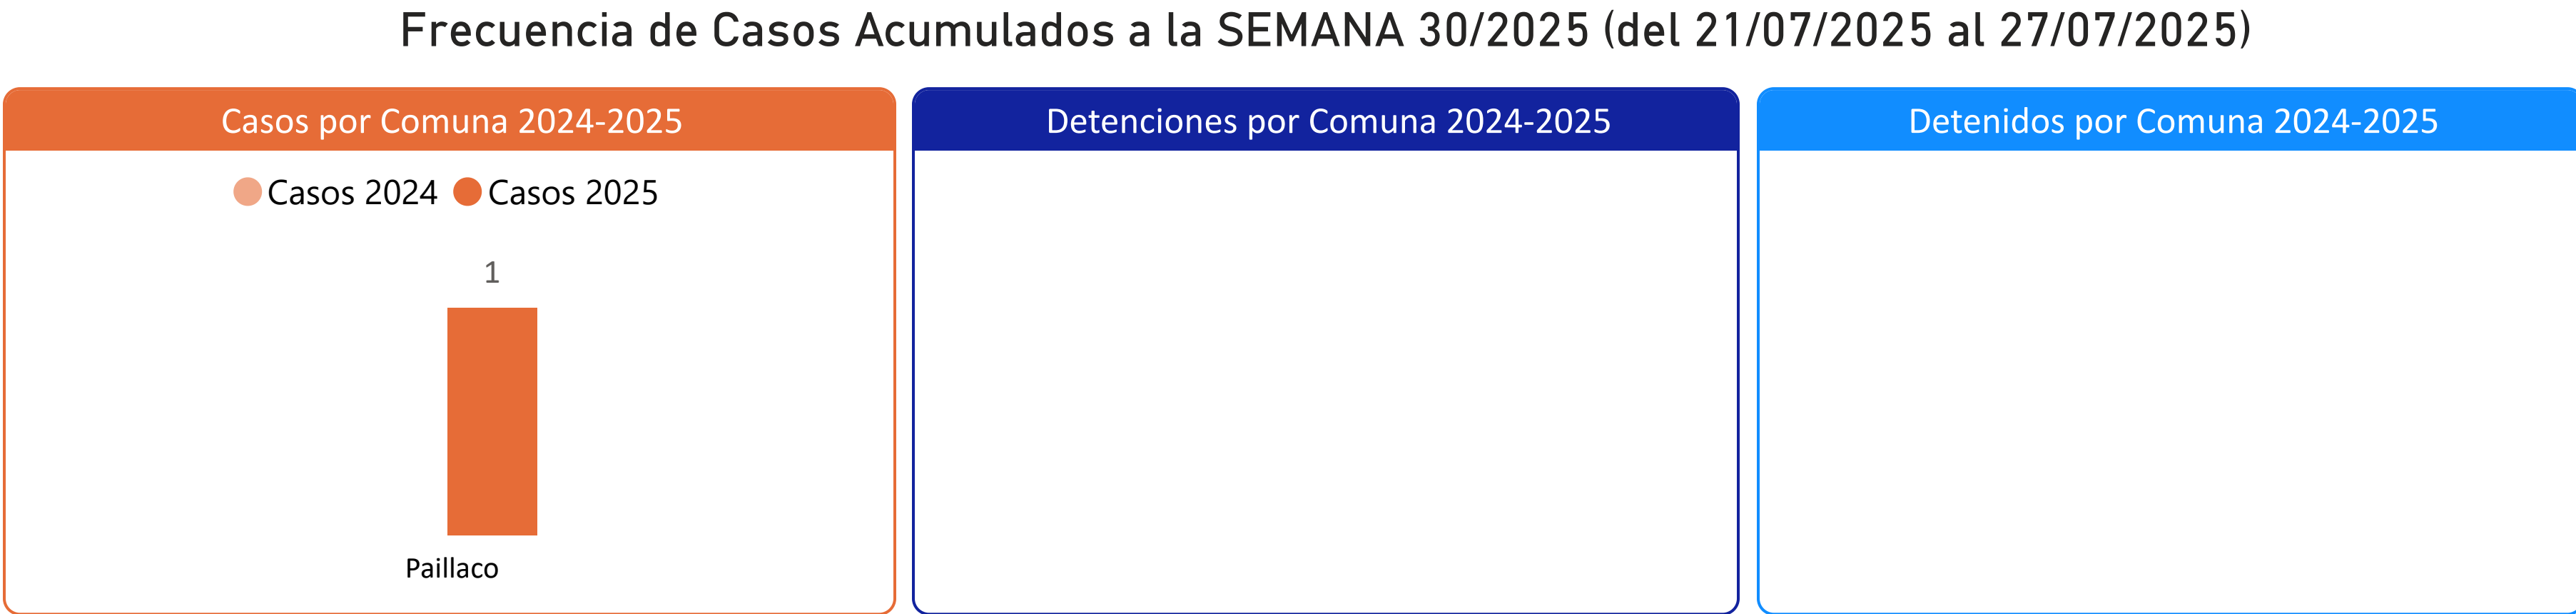 Frecuencia de Casos Acumulados a la SEMANA 30/2025 (del 21/07/2025 al 27/07/2025)
Casos por Comuna 2024-2025
Casos 2024 Casos 2025
1
Paillaco
Detenciones por Comuna 2024-2025
Detenidos por Comuna 2024-2025